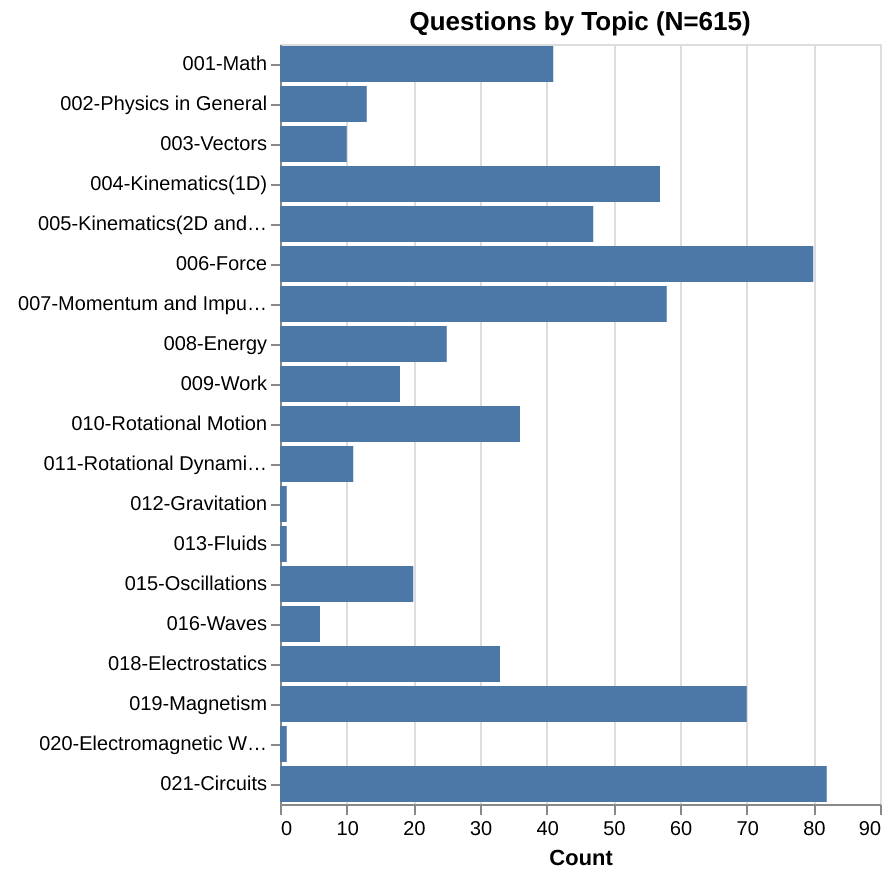 Questions by Topic (N=615)
001-Math
002-Physics in General
003-Vectors
004-Kinematics(1D)
005-Kinematics(2D and…
006-Force
007-Momentum and Impu…
008-Energy
009-Work
010-Rotational Motion
011-Rotational Dynami…
012-Gravitation
013-Fluids
015-Oscillations
016-Waves
018-Electrostatics
019-Magnetism
020-Electromagnetic W…
021-Circuits
0 10 20 30 40 50 60 70 80 90
Count